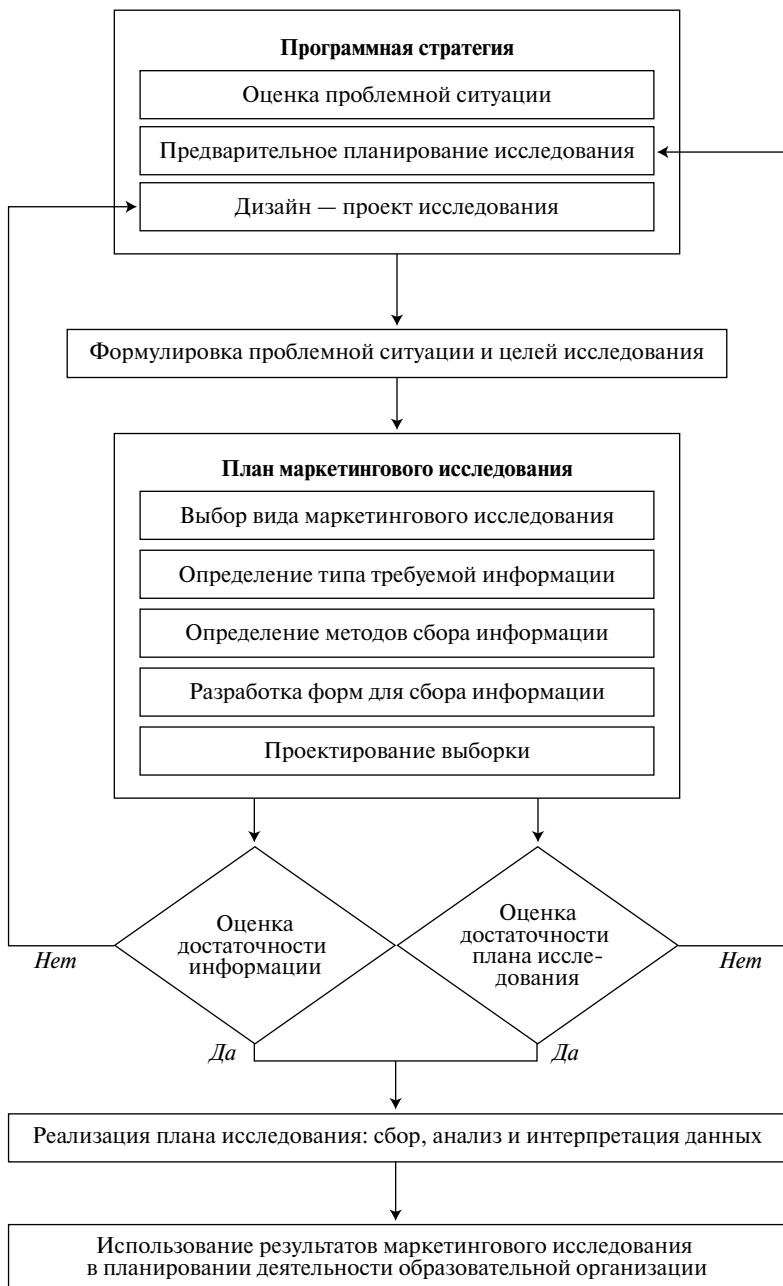 Программная стратегия
Оценка проблемной ситуации
Предварительное планирование исследования
Дизайн — проект исследования
Формулировка проблемной ситуации и целей исследования
План маркетингового исследования
Выбор вида маркетингового исследования
Определение типа требуемой информации
Определение методов сбора информации
Разработка форм для сбора информации
Проектирование выборки
Оценка
достаточности
информации
Оценка
достаточности
плана иссле-
дования
Нет
Нет
Да
Да
Реализация плана исследования: сбор, анализ и интерпретация данных
Использование результатов маркетингового исследования
в планировании деятельности образовательной организации